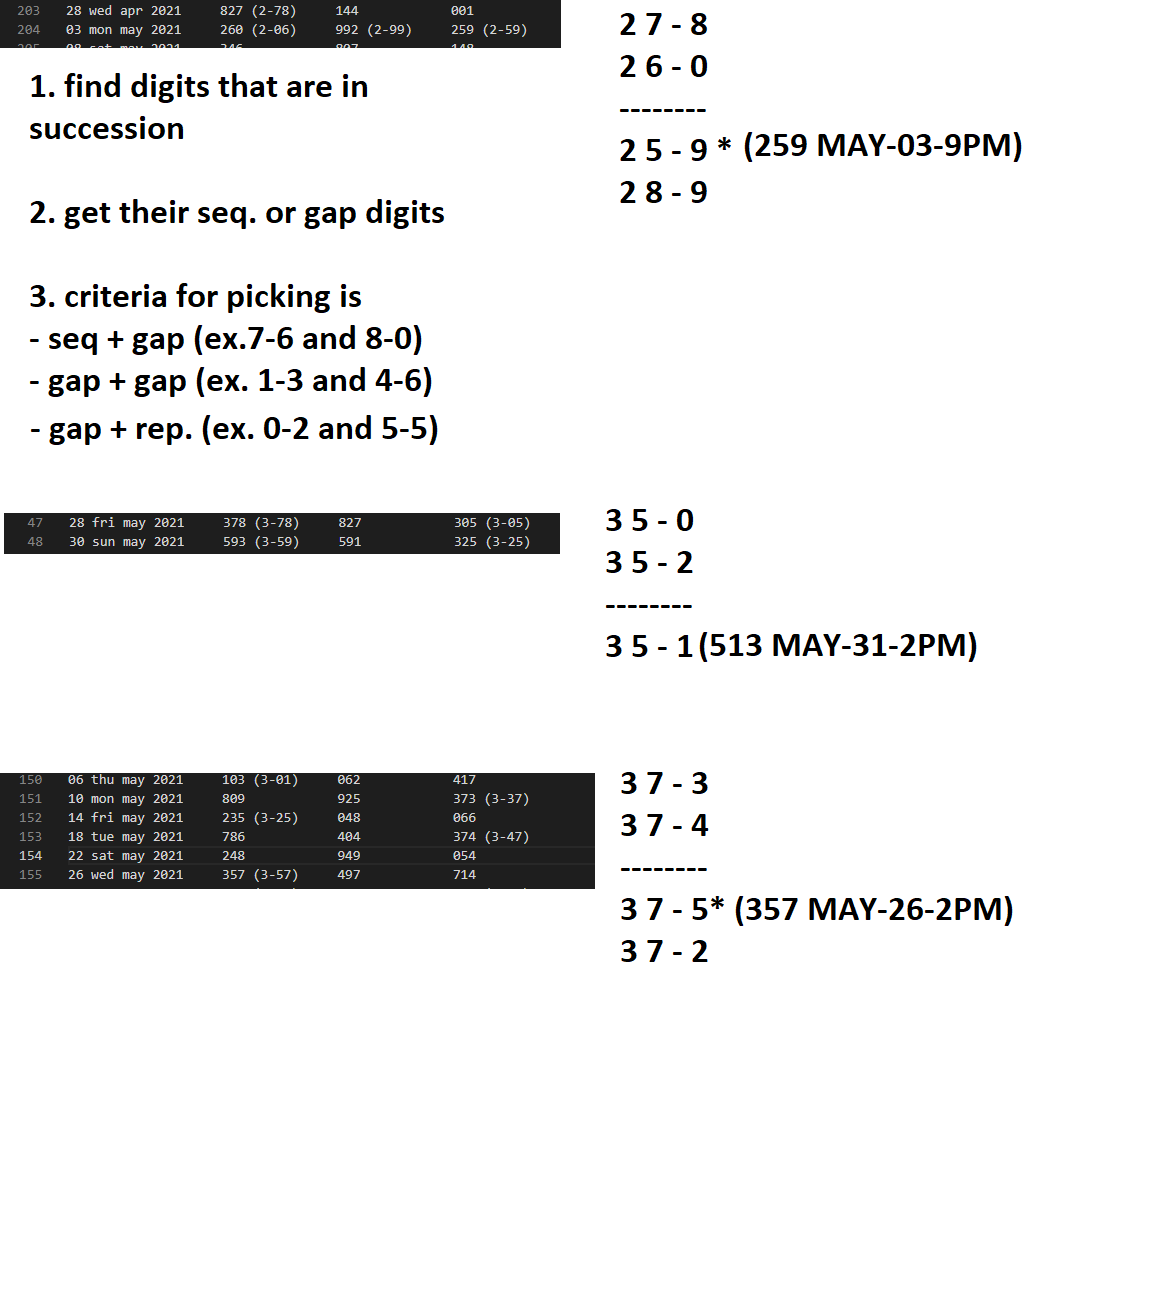 203 28 wed apr 2021 827 (2-78) 144 001
204 03 mon may 2021 260 (2-06) 992 (2-99) 259 (2-59)
1. find digits that are in
succession
2. get their seq. or gap digits
3. criteria for picking is
- seq + gap (ex.7-6 and 8-0)
- gap + gap (ex. 1-3 and 4-6)
- gap + rep. (ex. 0-2 and 5-5)
2 7 - 8
2 6 - 0
--------
2 5 - 9 * (259 MAY-03-9PM)
2 8 - 9
47 28 fri may 2021 378 (3-78) 827 305 (3-05)
48 30 sun may 2021 593 (3-59) 591 325 (3-25)
3 5 - 0
3 5 - 2
--------
3 5 - 1 (513 MAY-31-2PM)
150 06 thu may 2021 103 (3-01) 062 417
151 10 mon may 2021 809 925 373 (3-37)
152 14 fri may 2021 235 (3-25) 048 066
153 18 tue may 2021 786 404 374 (3-47)
154 22 sat may 2021 248 949 054
155 26 wed may 2021 357 (3-57) 497 714
3 7 - 3
3 7 - 4
--------
3 7 - 5* (357 MAY-26-2PM)
3 7 - 2